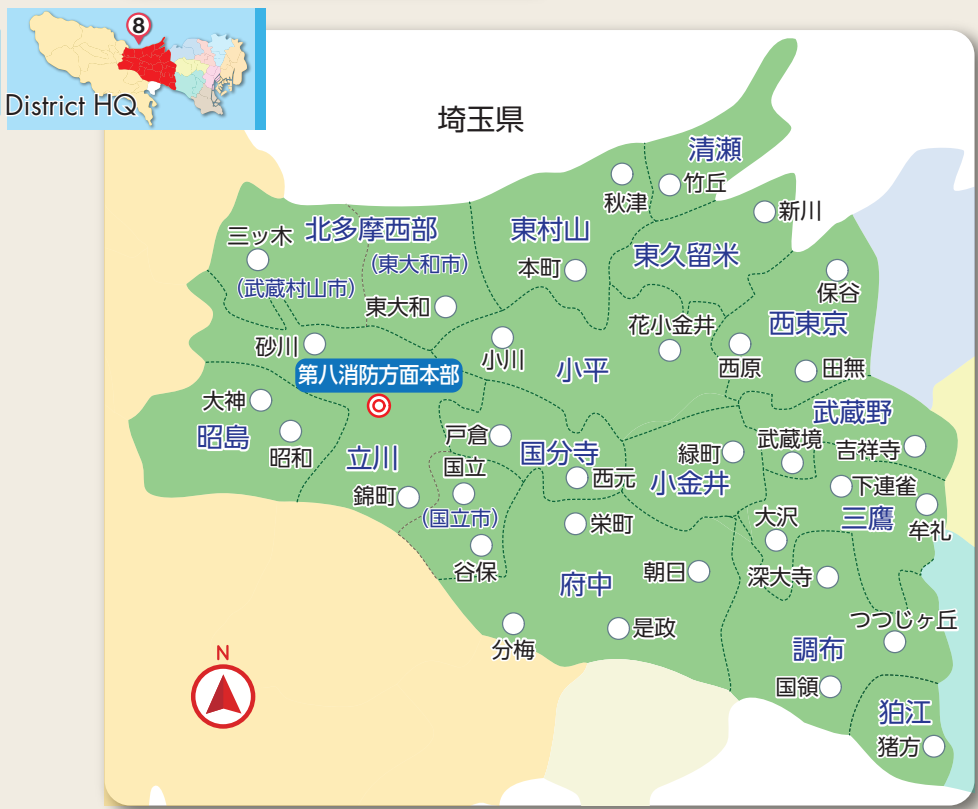 8
District HQ
埼玉県
清瀬
竹丘
秋津
新川
三ッ木
北多摩西部
東村山
東久留米
(東大和市)
本町
(武蔵村山市)
東大和
保谷
花小金井
西東京
砂川
小川
小平
西原
田無
第八消防方面本部
大神
昭島
昭和
立川
戸倉
国立
国分寺
西元
緑町
小金井
武蔵野
武蔵境
吉祥寺
錦町
(国立市)
栄町
下連雀
三鷹
牟礼
大沢
谷保
府中
朝日
深大寺
分梅
是政
つつじヶ丘
調布
国領
狛江
猪方
N